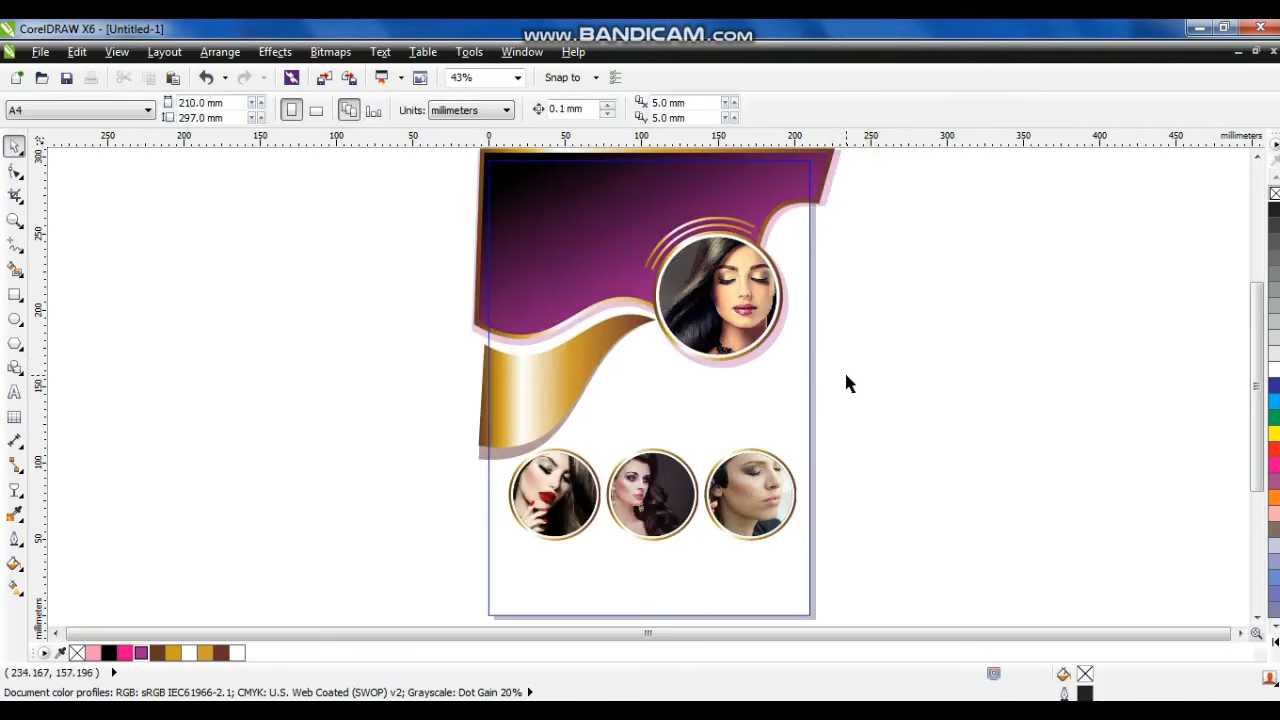 CorelDRAW X6 - [Untitled-1]
www.BANDICAM.com
File Edit View Layout Arrange Effects Bitmaps Text Table Tools Window Help
43% Snap to
A4 210.0 mm 297.0 mm Units: millimeters 0.1 mm 5.0 mm 5.0 mm
250 200 150 100 50 0 50 100 150 200 250 300 350 400 450 millimeters
300
250
200
150
100
50
millimeters
( 234.167, 157.196 )
Document color profiles: RGB: sRGB IEC61966-2.1; CMYK: U.S. Web Coated (SWOP) v2; Grayscale: Dot Gain 20%